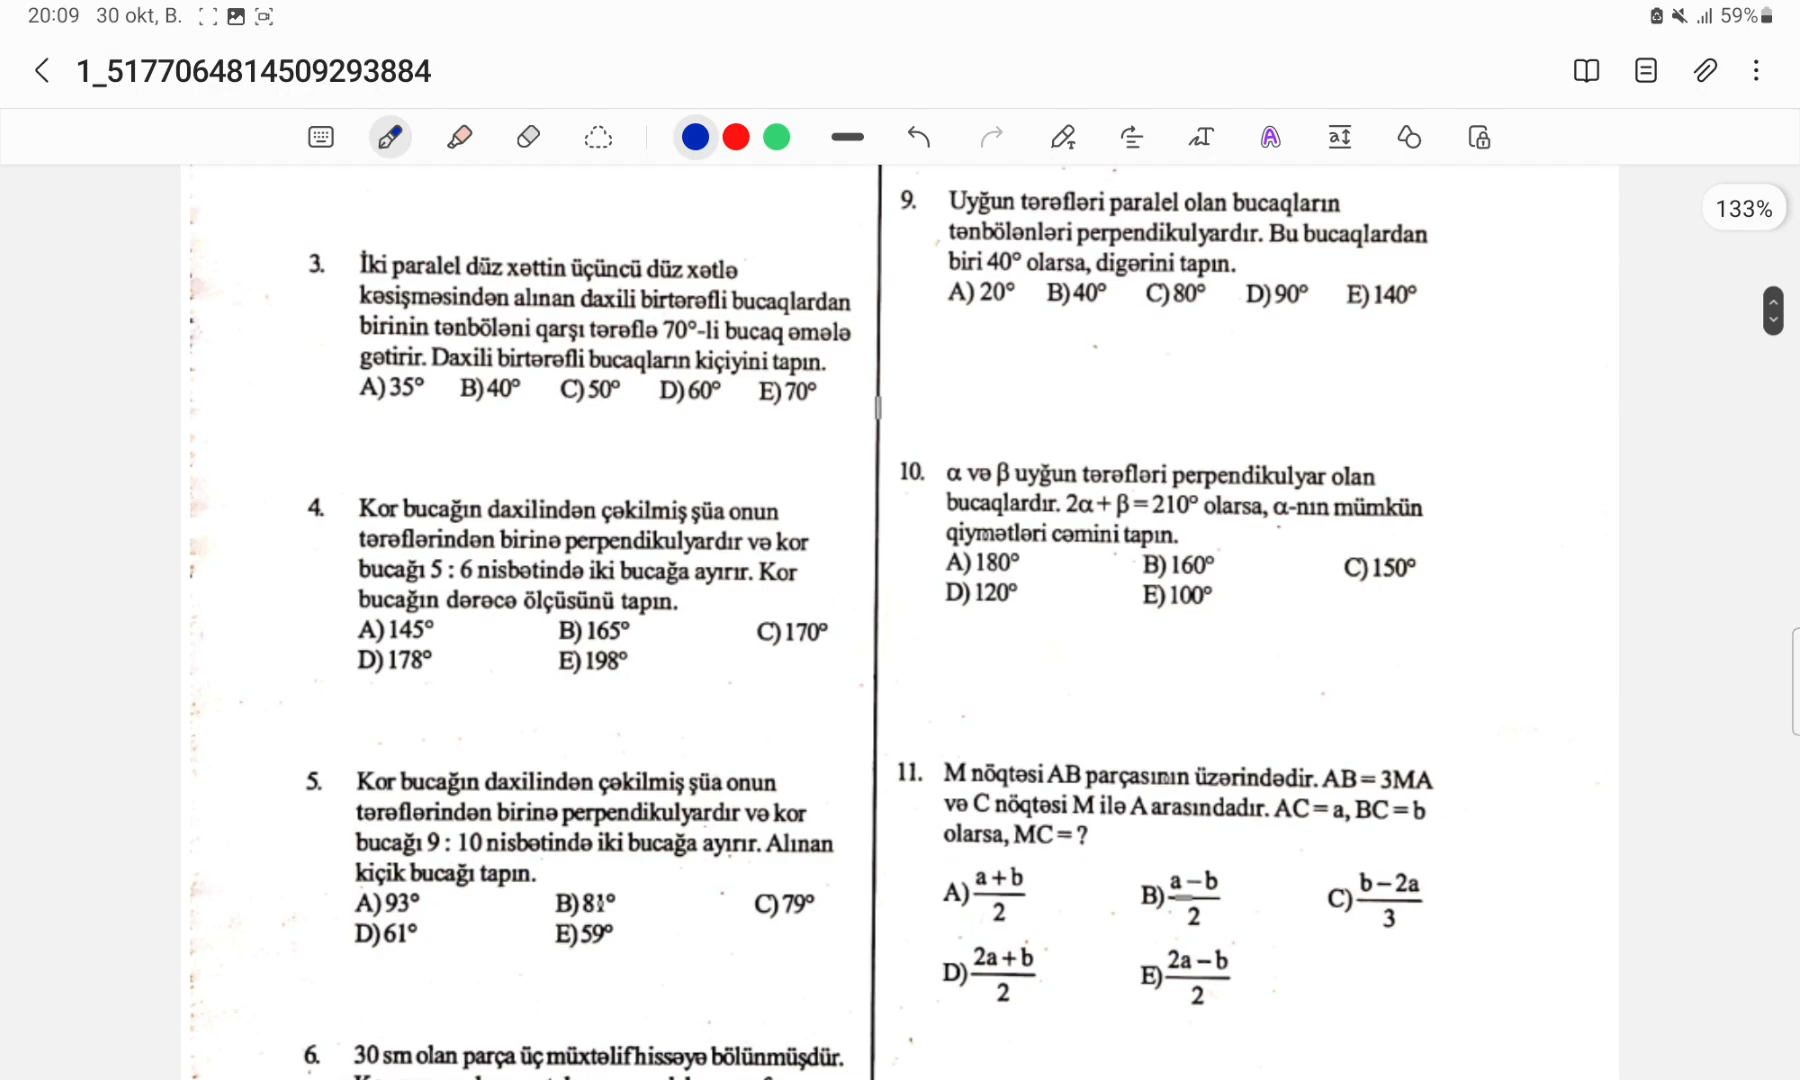 20:09 30 okt, B.
59%
1_5177064814509293884
133%
3. İki paralel düz xəttin üçüncü düz xətlə
kəsişməsindən alınan daxili birtərəfli bucaqlardan
birinin tənböləni qarşı tərəflə 70°-li bucaq əmələ
gətirir. Daxili birtərəfli bucaqların kiçiyini tapın.
A) 35° B) 40° C) 50° D) 60° E) 70°
4. Kor bucağın daxilindən çəkilmiş şüa onun
tərəflərindən birinə perpendikulyardır və kor
bucağı 5 : 6 nisbətində iki bucağa ayırır. Kor
bucağın dərəcə ölçüsünü tapın.
A) 145° B) 165° C) 170°
D) 178° E) 198°
5. Kor bucağın daxilindən çəkilmiş şüa onun
tərəflərindən birinə perpendikulyardır və kor
bucağı 9 : 10 nisbətində iki bucağa ayırır. Alınan
kiçik bucağı tapın.
A) 93° B) 81° C) 79°
D) 61° E) 59°
6. 30 sm olan parça üç müxtəlif hissəyə bölünmüşdür.
9. Uyğun tərəfləri paralel olan bucaqların
tənbölənləri perpendikulyardır. Bu bucaqlardan
biri 40° olarsa, digərini tapın.
A) 20° B) 40° C) 80° D) 90° E) 140°
10. α və β uyğun tərəfləri perpendikulyar olan
bucaqlardır. 2α + β = 210° olarsa, α-nın mümkün
qiymətləri cəmini tapın.
A) 180° B) 160° C) 150°
D) 120° E) 100°
11. M nöqtəsi AB parçasının üzərindədir. AB = 3MA
və C nöqtəsi M ilə A arasındadır. AC = a, BC = b
olarsa, MC = ?
A) (a + b)/2 B) (a − b)/2 C) (b − 2a)/3
D) (2a + b)/2 E) (2a − b)/2